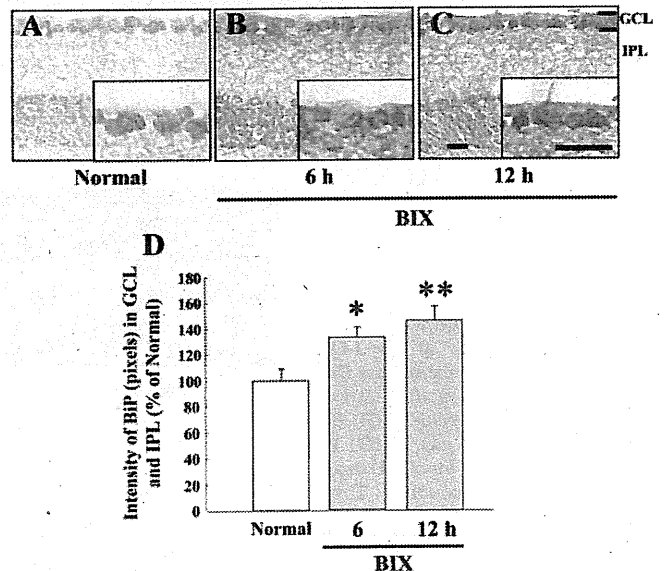 A B C GCL
IPL
Normal 6 h 12 h
BIX
D
Intensity of BiP (pixels) in GCL
and IPL (% of Normal)
180
160
140
120
100
80
60
40
20
0
*
**
Normal 6 12 h
BIX